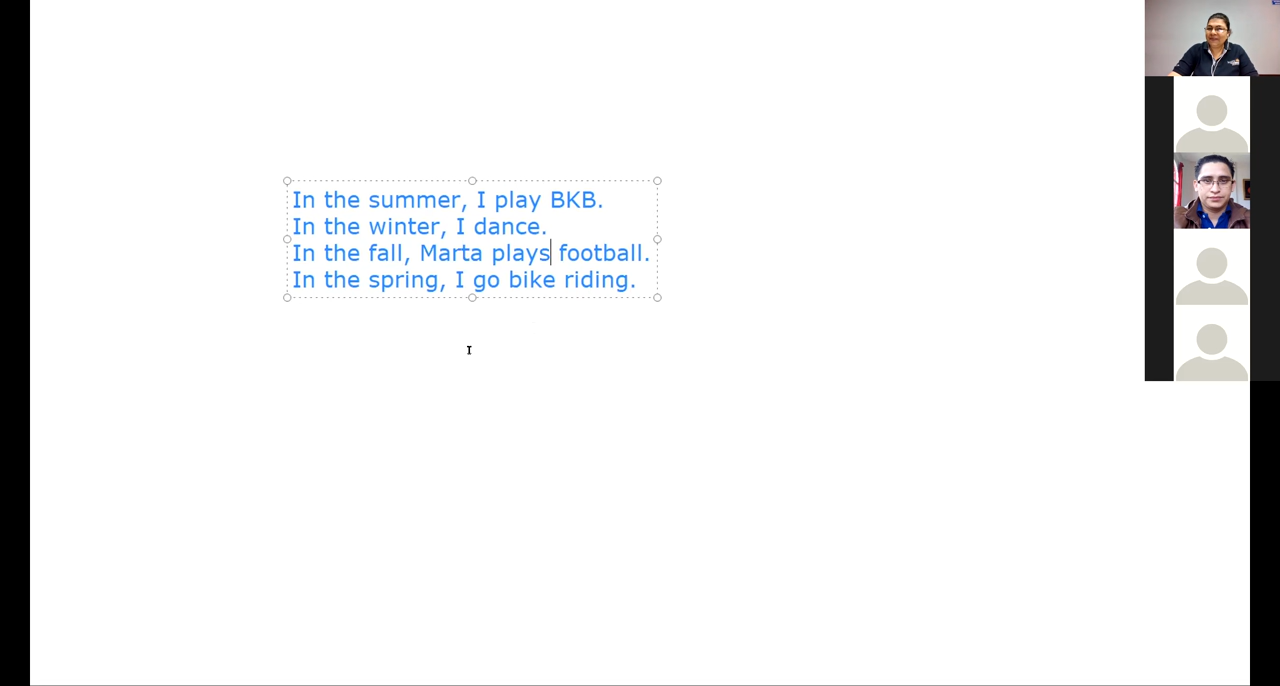 In the summer, I play BKB.
In the winter, I dance.
In the fall, Marta plays football.
In the spring, I go bike riding.